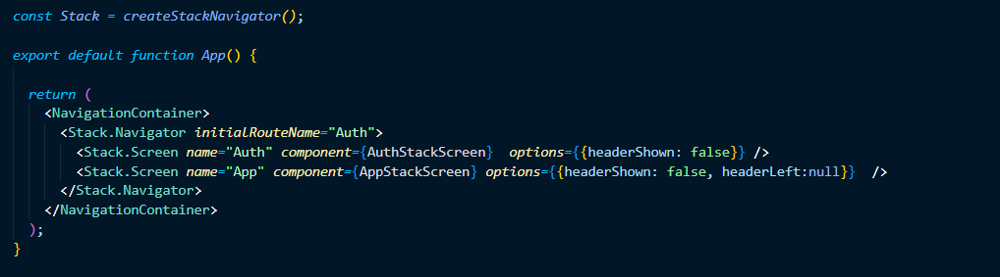 const Stack = createStackNavigator();
export default function App() {
return (
<NavigationContainer>
<Stack.Navigator initialRouteName="Auth">
<Stack.Screen name="Auth" component={AuthStackScreen}  options={{headerShown: false}} />
<Stack.Screen name="App" component={AppStackScreen} options={{headerShown: false, headerLeft:null}}  />
</Stack.Navigator>
</NavigationContainer>
);
}